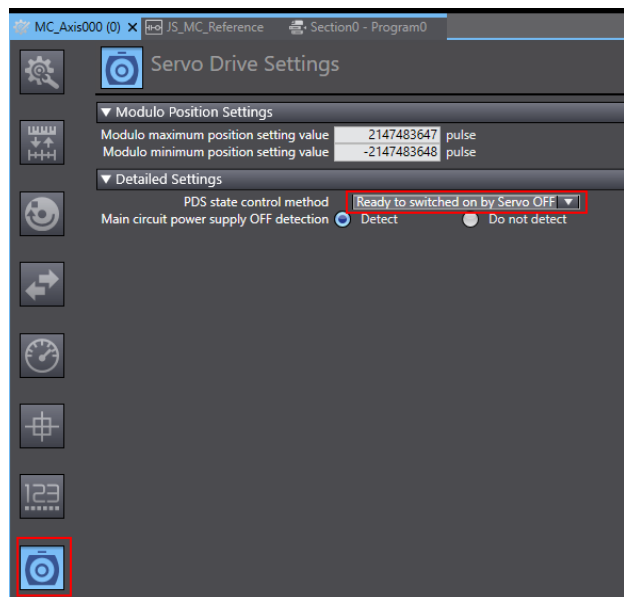 MC_Axis000 (0) JS_MC_Reference Section0 - Program0
Servo Drive Settings
▼ Modulo Position Settings
Modulo maximum position setting value 2147483647 pulse
Modulo minimum position setting value -2147483648 pulse
▼ Detailed Settings
PDS state control method Ready to switched on by Servo OFF ▼
Main circuit power supply OFF detection Detect Do not detect
123